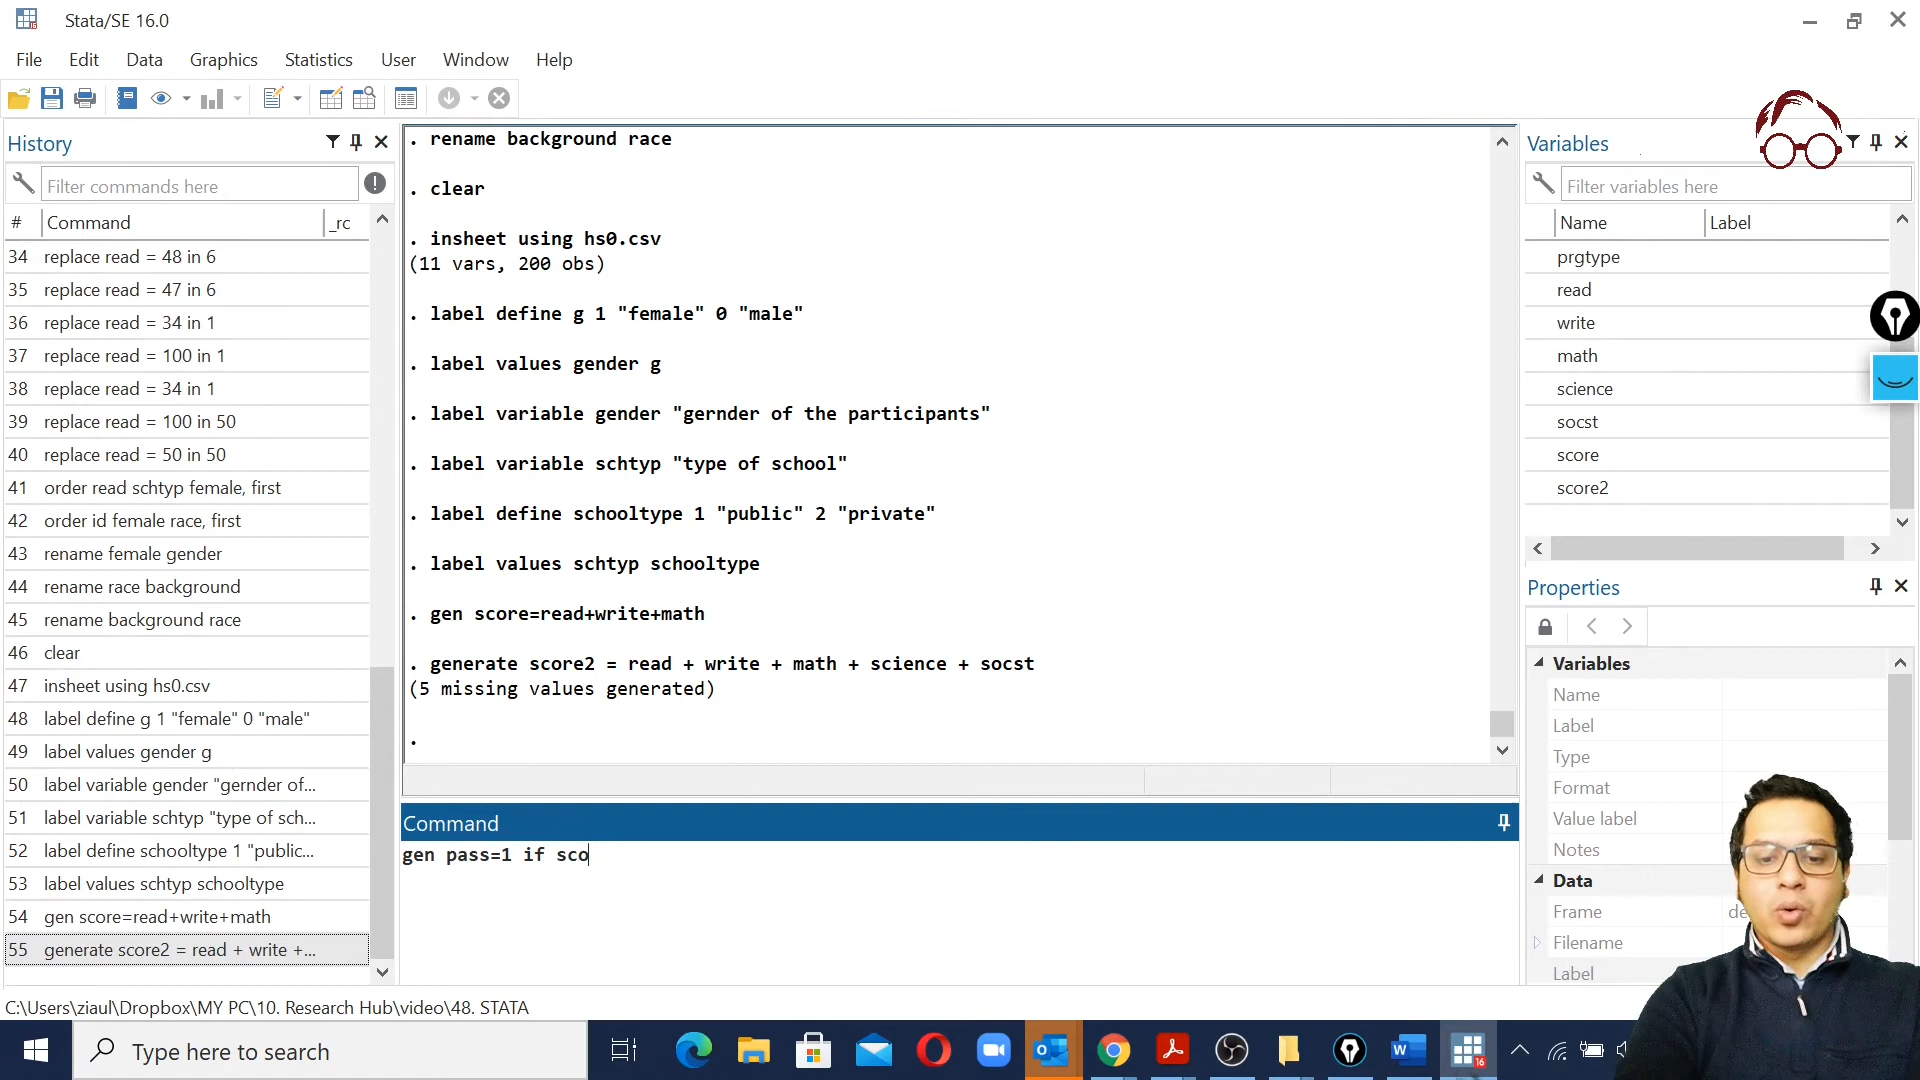 Stata/SE 16.0
File Edit Data Graphics Statistics User Window Help
History
Filter commands here
# Command _rc
34 replace read = 48 in 6
35 replace read = 47 in 6
36 replace read = 34 in 1
37 replace read = 100 in 1
38 replace read = 34 in 1
39 replace read = 100 in 50
40 replace read = 50 in 50
41 order read schtyp female, first
42 order id female race, first
43 rename female gender
44 rename race background
45 rename background race
46 clear
47 insheet using hs0.csv
48 label define g 1 "female" 0 "male"
49 label values gender g
50 label variable gender "gernder of...
51 label variable schtyp "type of sch...
52 label define schooltype 1 "public...
53 label values schtyp schooltype
54 gen score=read+write+math
55 generate score2 = read + write +...
. rename background race
. clear
. insheet using hs0.csv
(11 vars, 200 obs)
. label define g 1 "female" 0 "male"
. label values gender g
. label variable gender "gernder of the participants"
. label variable schtyp "type of school"
. label define schooltype 1 "public" 2 "private"
. label values schtyp schooltype
. gen score=read+write+math
. generate score2 = read + write + math + science + socst
(5 missing values generated)
.
Command
gen pass=1 if sco
Variables
Filter variables here
Name Label
prgtype
read
write
math
science
socst
score
score2
Properties
Variables
Name
Label
Type
Format
Value label
Notes
Data
Frame
Filename
Label
C:\Users\ziaul\Dropbox\MY PC\10. Research Hub\video\48. STATA
Type here to search
16